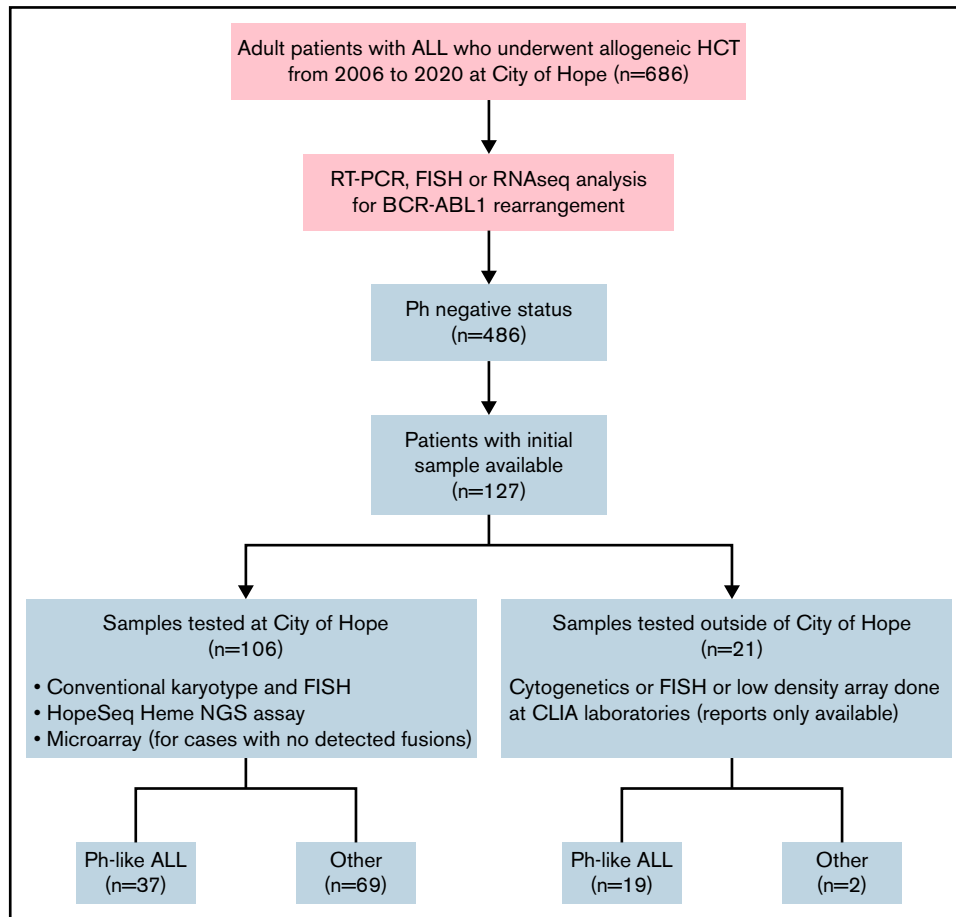 Adult patients with ALL who underwent allogeneic HCT
from 2006 to 2020 at City of Hope (n=686)
RT-PCR, FISH or RNAseq analysis
for BCR-ABL1 rearrangement
Ph negative status
(n=486)
Patients with initial
sample available
(n=127)
Samples tested at City of Hope
(n=106)
• Conventional karyotype and FISH
• HopeSeq Heme NGS assay
• Microarray (for cases with no detected fusions)
Samples tested outside of City of Hope
(n=21)
Cytogenetics or FISH or low density array done
at CLIA laboratories (reports only available)
Ph-like ALL
(n=37)
Other
(n=69)
Ph-like ALL
(n=19)
Other
(n=2)